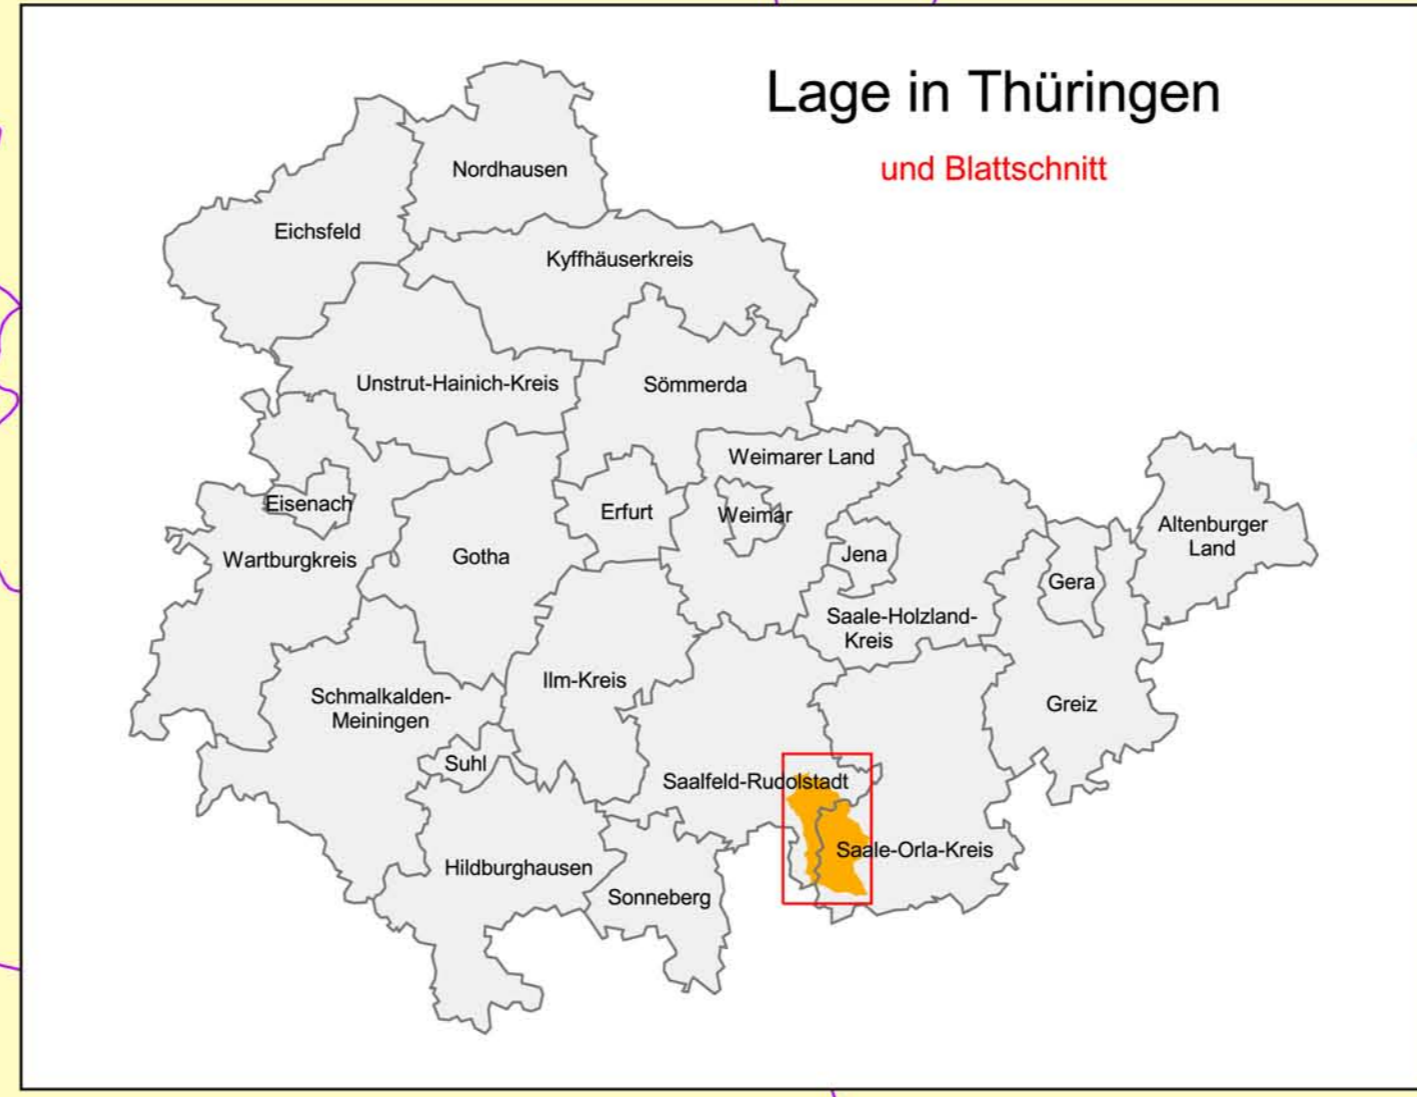 Lage in Thüringen
und Blattschnitt
Nordhausen
Eichsfeld
Kyffhäuserkreis
Unstrut-Hainich-Kreis
Sömmerda
Weimarer Land
Eisenach
Erfurt
Weimar
Altenburger
Land
Wartburgkreis
Gotha
Jena
Gera
Saale-Holzland-
Kreis
Ilm-Kreis
Schmalkalden-
Meiningen
Greiz
Suhl
Saalfeld-Rudolstadt
Saale-Orla-Kreis
Hildburghausen
Sonneberg